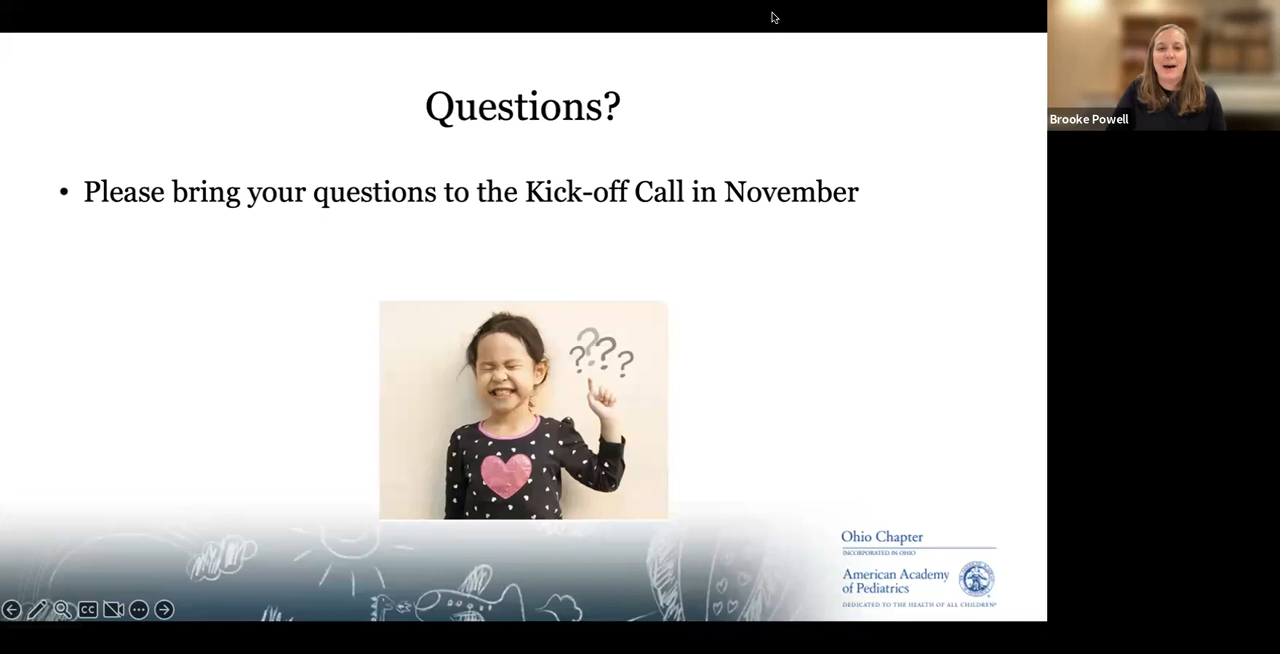 Questions?
• Please bring your questions to the Kick-off Call in November
????
Ohio Chapter
INCORPORATED IN OHIO
American Academy
of Pediatrics
DEDICATED TO THE HEALTH OF ALL CHILDREN®
CC
Brooke Powell